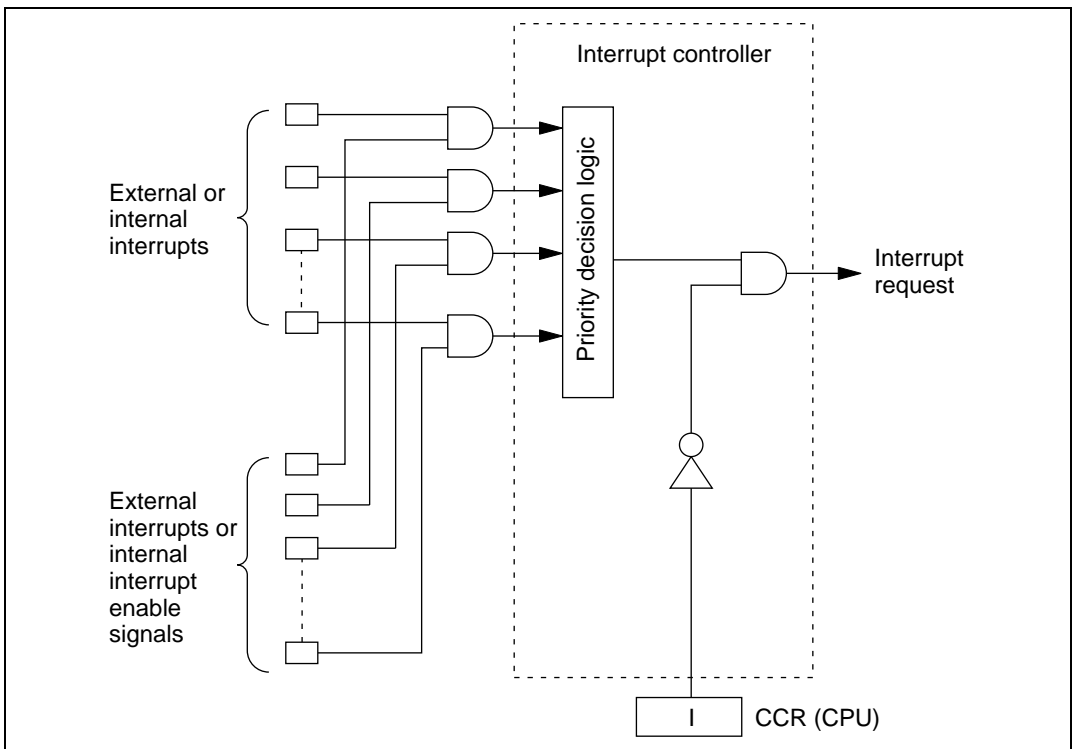 Interrupt controller
External or
internal
interrupts
Priority decision logic
Interrupt
request
External
interrupts or
internal
interrupt
enable
signals
I
CCR (CPU)